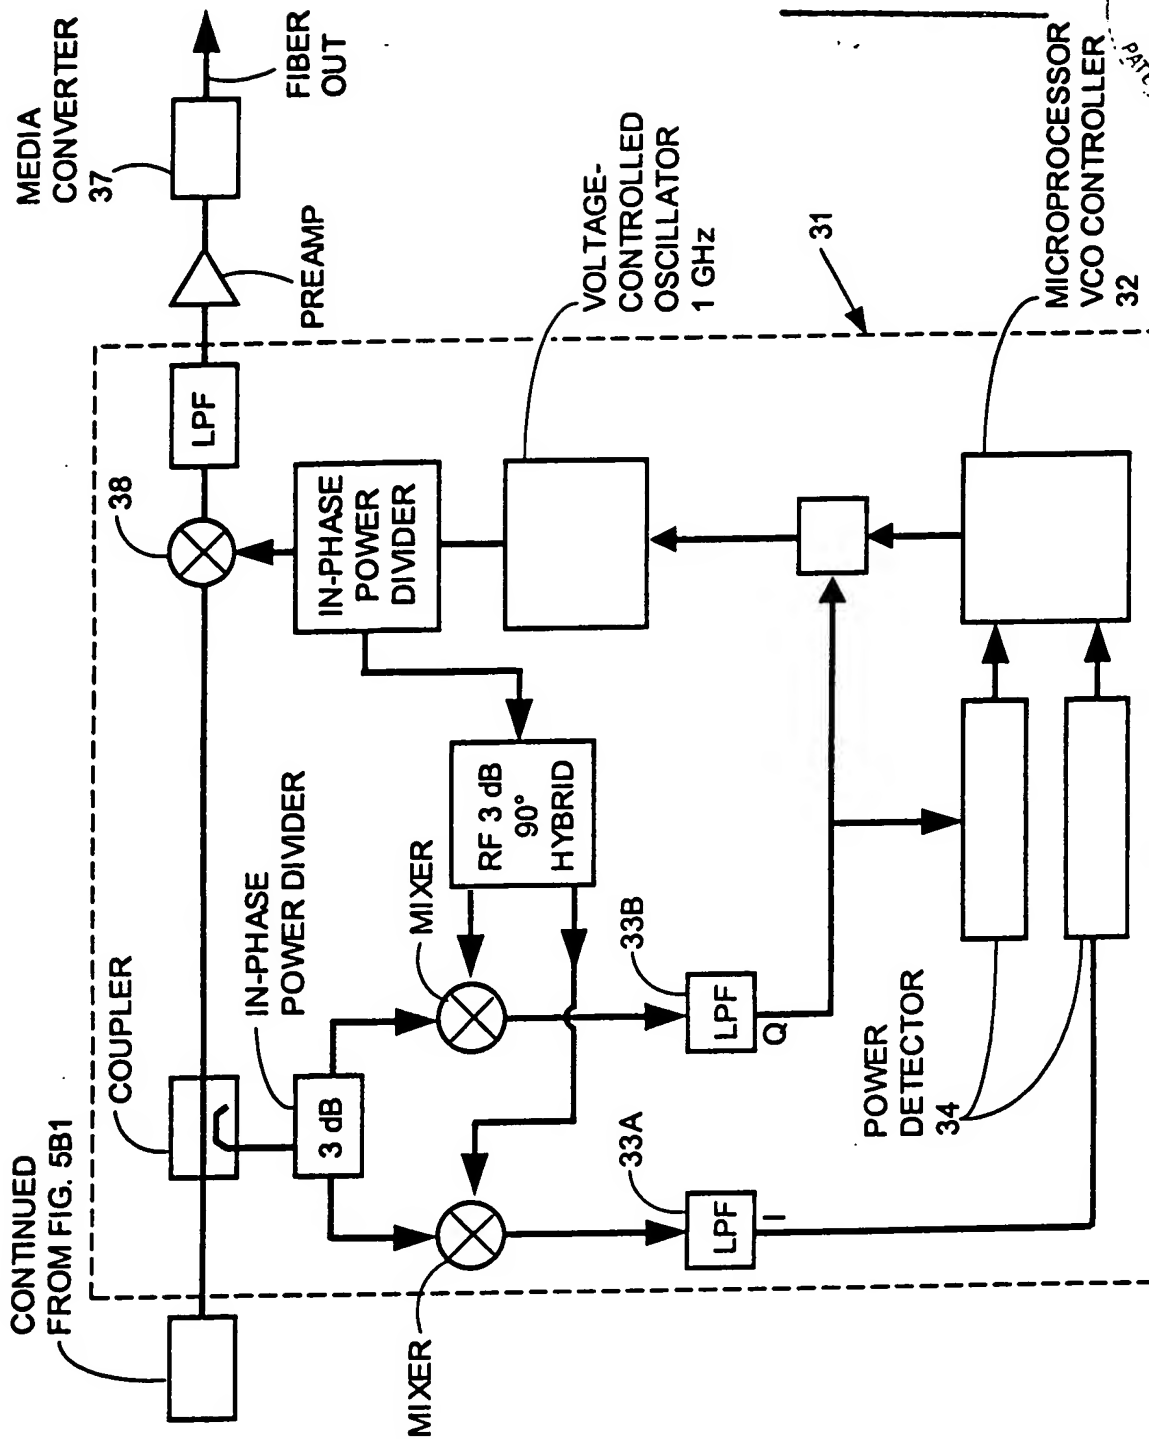 CONTINUED
FROM FIG. 5B1
COUPLER
38
MEDIA
CONVERTER
37
LPF
PREAMP
FIBER
OUT
IN-PHASE
POWER DIVIDER
3 dB
IN-PHASE
POWER
DIVIDER
MIXER
MIXER
RF 3 dB
90°
HYBRID
VOLTAGE-
CONTROLLED
OSCILLATOR
1 GHz
33A
LPF
I
33B
LPF
Q
31
POWER
DETECTOR
34
MICROPROCESSOR
VCO CONTROLLER
32